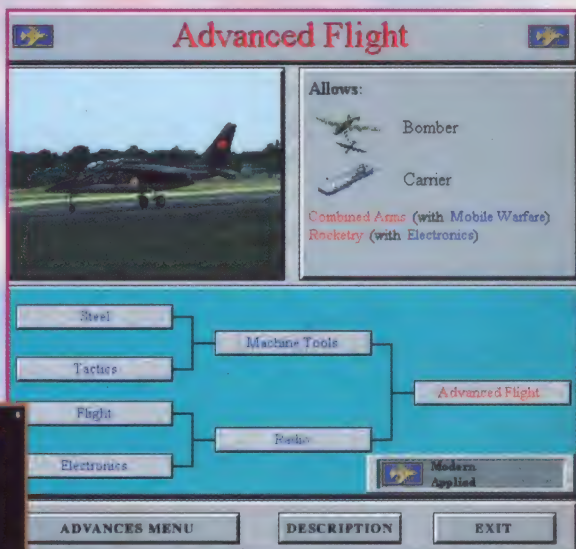 Advanced Flight
Allows:
Bomber
Carrier
Combined Arms (with Mobile Warfare)
Rocketry (with Electronics)
Steel
Tactics
Machine Tools
Flight
Electronics
Radio
Advanced Flight
Modern
Applied
ADVANCES MENU
DESCRIPTION
EXIT